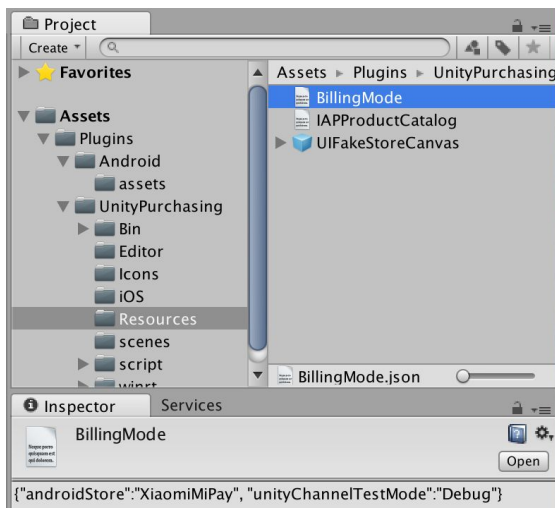 Project
Create
Favorites
Assets
Plugins
Android
assets
UnityPurchasing
Bin
Editor
Icons
iOS
Resources
scenes
script
winrt
Assets ▸ Plugins ▸ UnityPurchasing
BillingMode
IAPProductCatalog
UIFakeStoreCanvas
BillingMode.json
Inspector
Services
BillingMode
Open
{"androidStore":"XiaomiMiPay", "unityChannelTestMode":"Debug"}